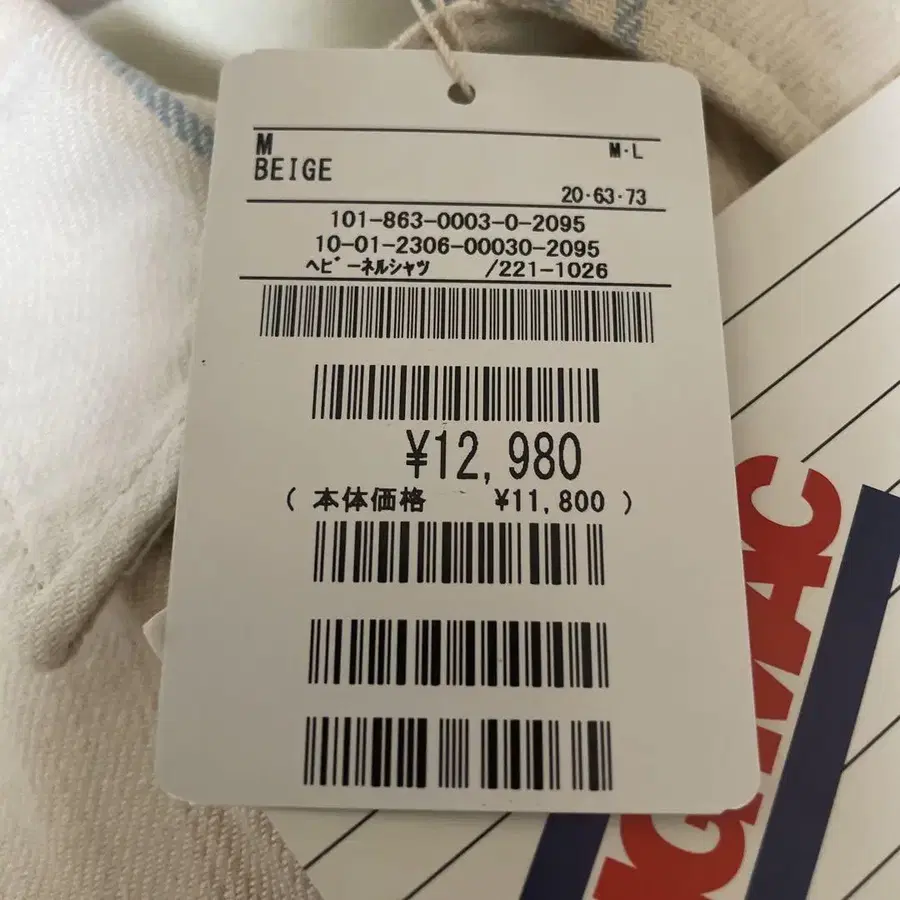 M M·L
BEIGE
20·63·73
101-863-0003-0-2095
10-01-2306-00030-2095
ﾍﾋﾞｰﾈﾙｼｬﾂ /221-1026
¥12,980
( 本体価格 ¥11,800 )
GMAC